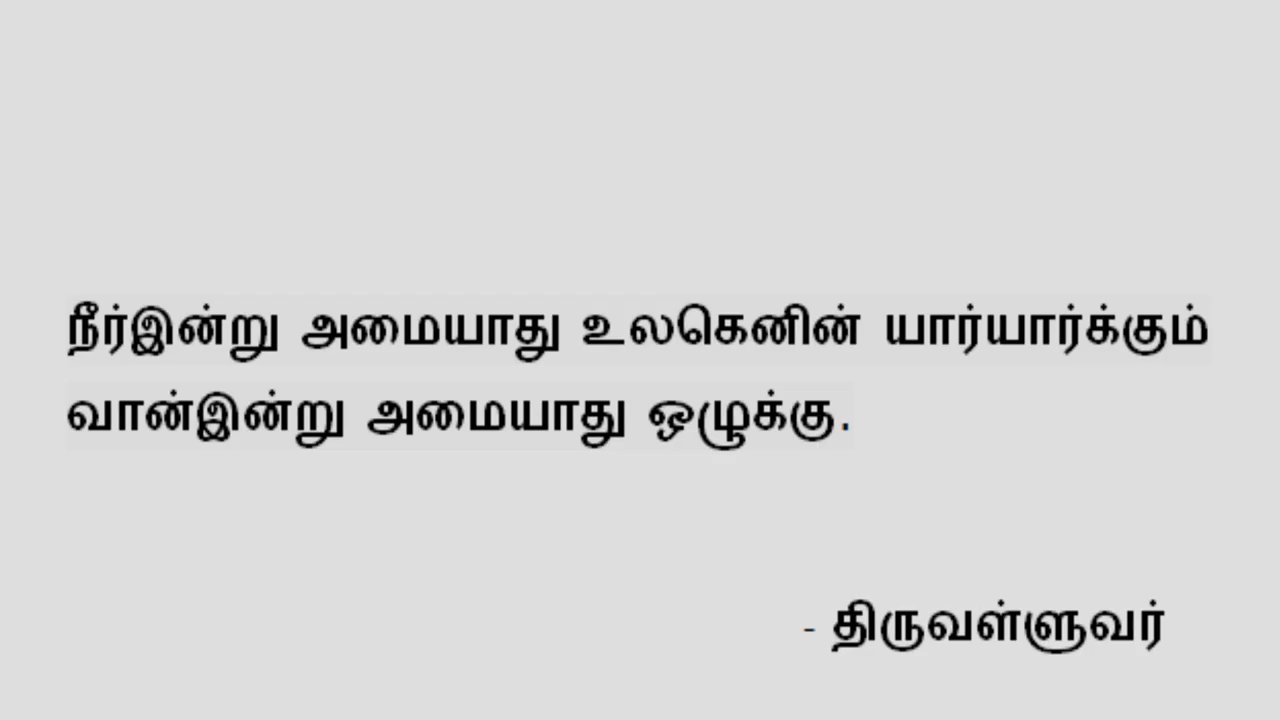 நீர்இன்று அமையாது உலகெனின் யார்யார்க்கும்
வான்இன்று அமையாது ஒழுக்கு.
- திருவள்ளுவர்